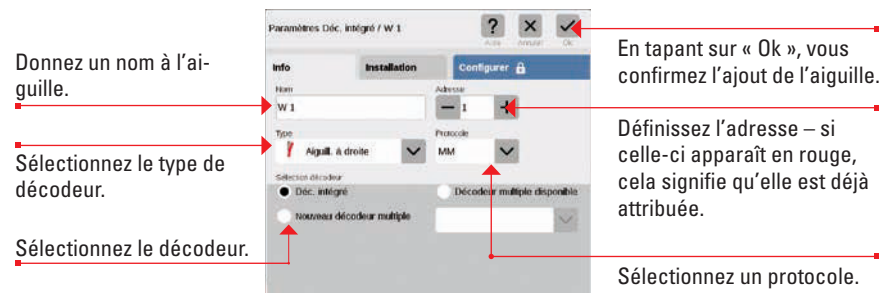 Donnez un nom à l'ai-
guille.
Sélectionnez le type de
décodeur.
Sélectionnez le décodeur.
Paramètres Déc. intégré / W 1
?
Aide
Annuler
Ok
Info
Installation
Configurer
Nom
Adresse
W 1
1
Type
Protocole
Aiguill. à droite
MM
Sélection décodeur
Déc. intégré
Décodeur multiple disponible
Nouveau décodeur multiple
En tapant sur « Ok », vous
confirmez l'ajout de l'aiguille.
Définissez l'adresse – si
celle-ci apparaît en rouge,
cela signifie qu'elle est déjà
attribuée.
Sélectionnez un protocole.